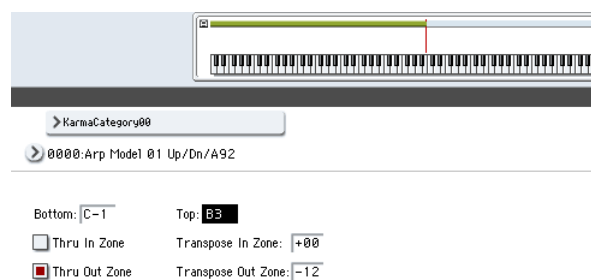 KarmaCategory00
0000:Arp Model 01 Up/Dn/A92
Bottom: C-1 Top: B3
Thru In Zone Transpose In Zone: +00
Thru Out Zone Transpose Out Zone: -12